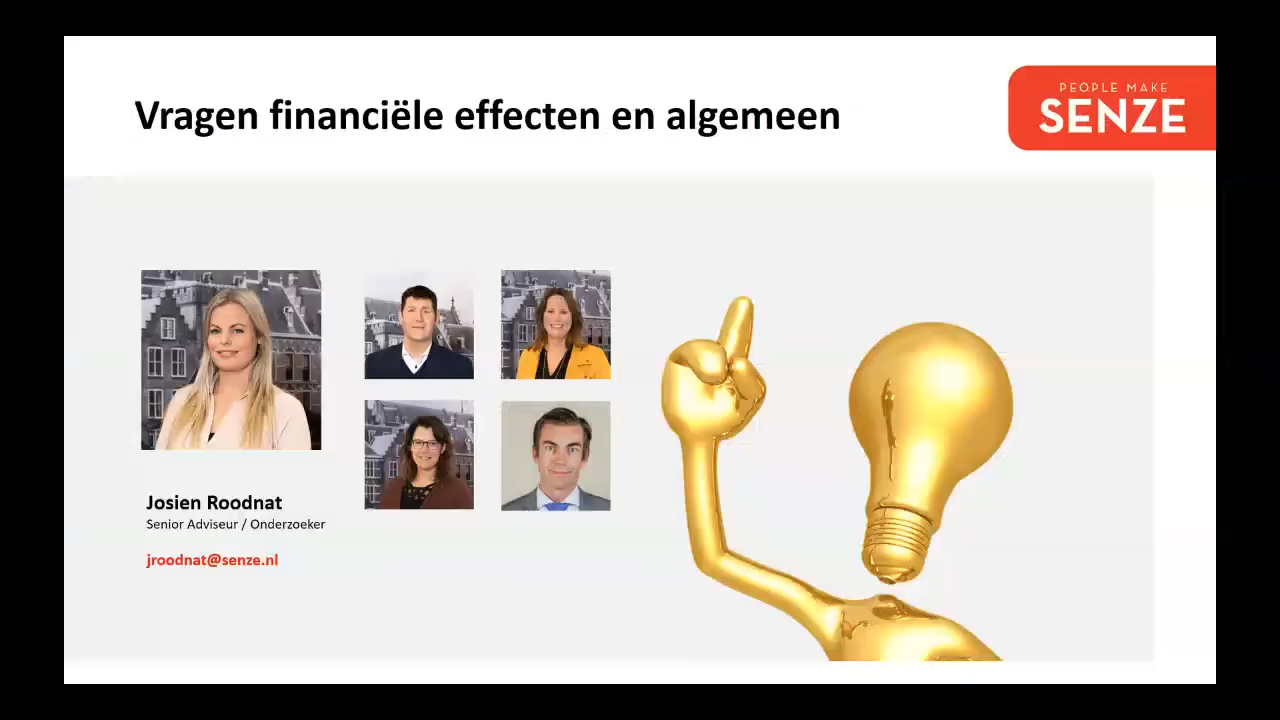 Vragen financiële effecten en algemeen
PEOPLE MAKE
SENZE
Josien Roodnat
Senior Adviseur / Onderzoeker
jroodnat@senze.nl